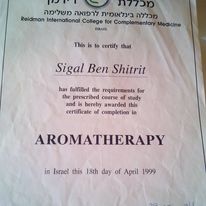 מכללת רידמן
מכללה בינלאומית לרפואה משלימה
Reidman International College for Complementary Medicine
This is to certify that
Sigal Ben Shitrit
has fulfilled the requirements for
the prescribed course of study
and is hereby awarded this
certificate of completion in
AROMATHERAPY
in Israel this 18th day of April 1999